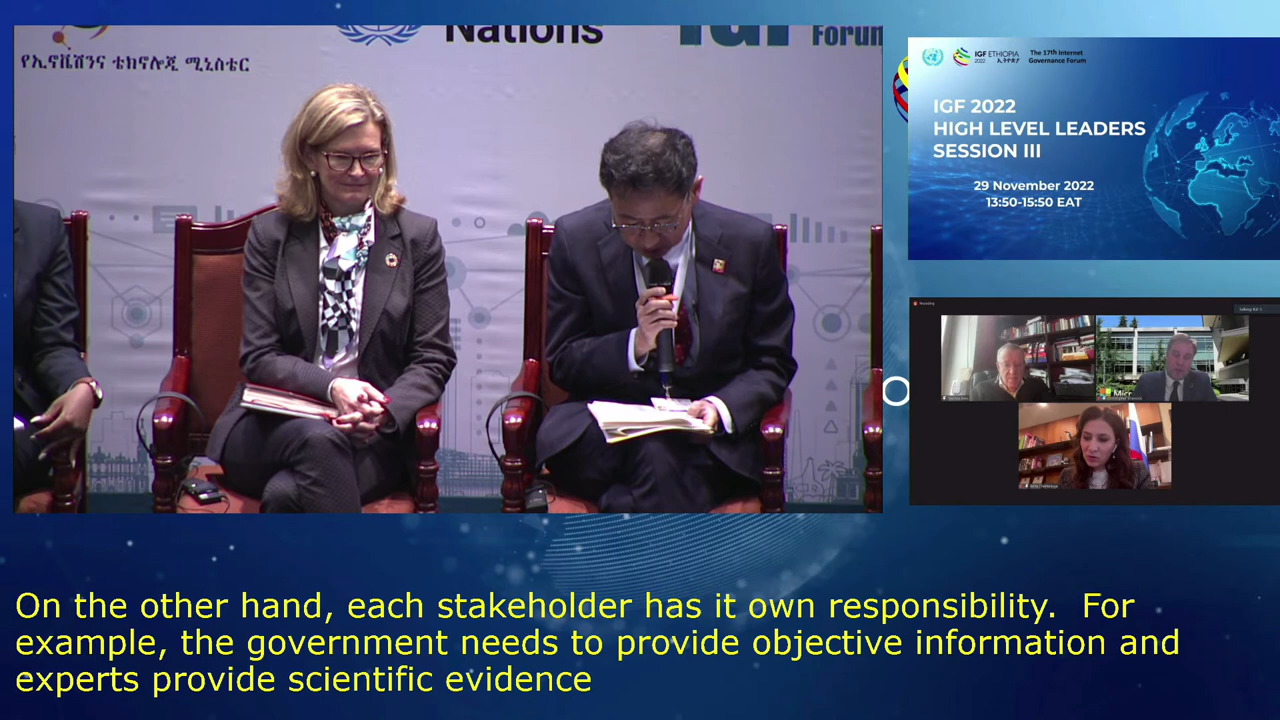 Nations
Forum
የኢኖቬሽንና ቴክኖሎጂ ሚኒስቴር
IGF ETHIOPIA
2022 ኢትዮጵያ
The 17th Internet
Governance Forum
IGF 2022
HIGH LEVEL LEADERS
SESSION III
29 November 2022
13:50-15:50 EAT
On the other hand, each stakeholder has it own responsibility. For
example, the government needs to provide objective information and
experts provide scientific evidence